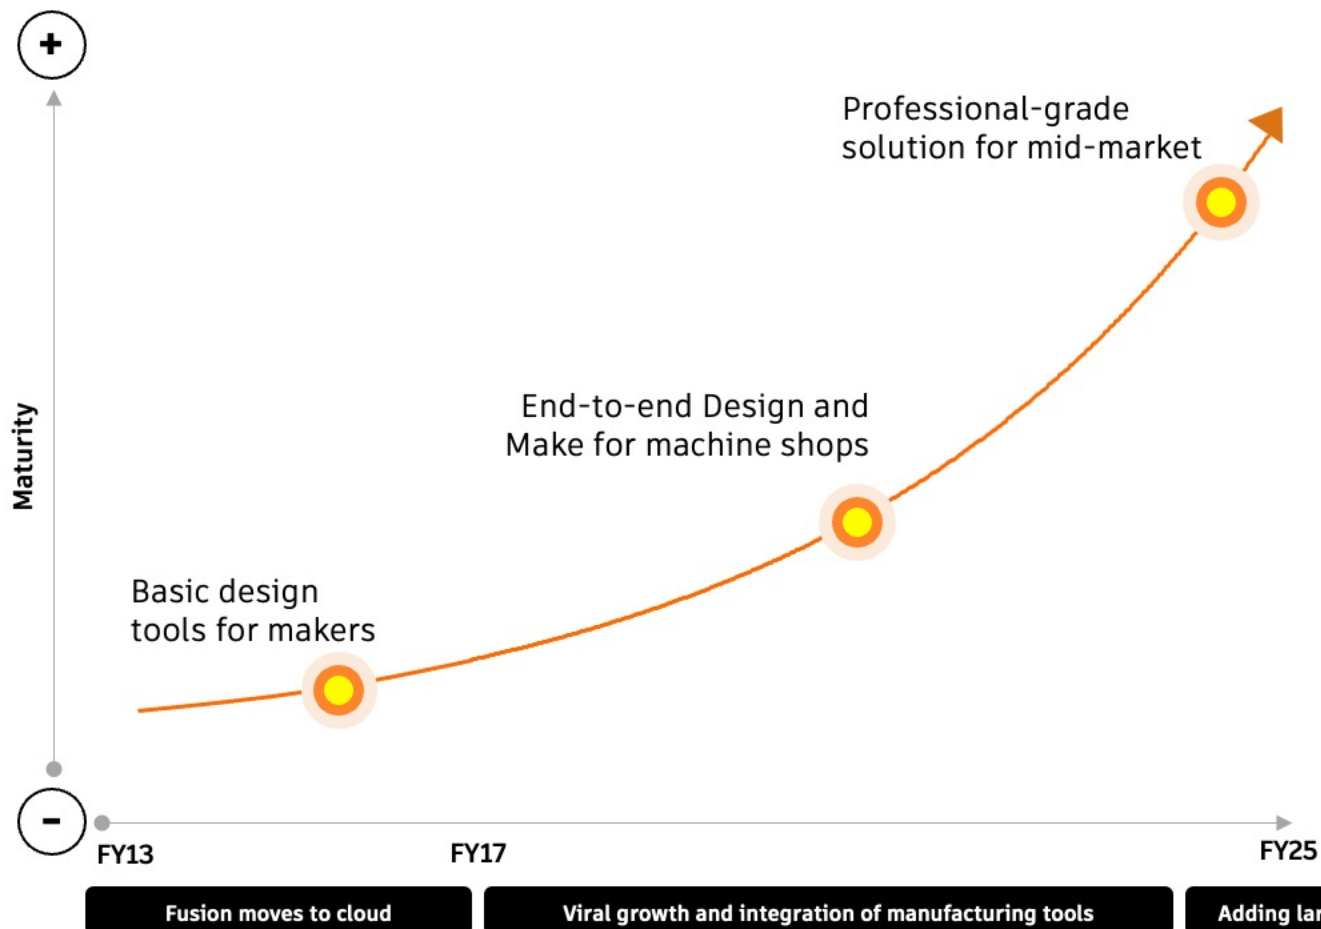 +
Professional-grade
solution for mid-market
End-to-end Design and
Make for machine shops
Maturity
Basic design
tools for makers
-
FY13
FY17
FY25
Fusion moves to cloud
Viral growth and integration of manufacturing tools
Adding